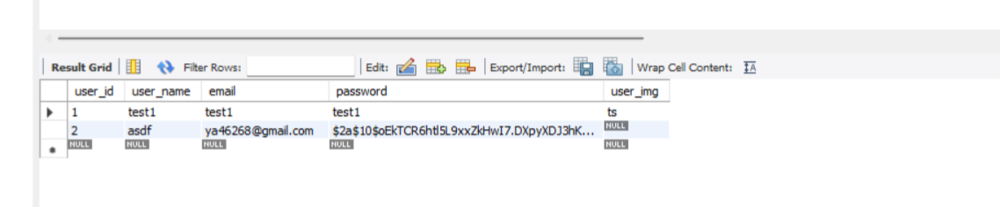 Result Grid Filter Rows: Edit: Export/Import: Wrap Cell Content: IA
user_id user_name email password user_img
1 test1 test1 test1 ts
2 asdf ya46268@gmail.com $2a$10$oEkTCR6htl5L9xxZkHwI7.DXpyXDJ3hK... NULL
NULL NULL NULL NULL NULL